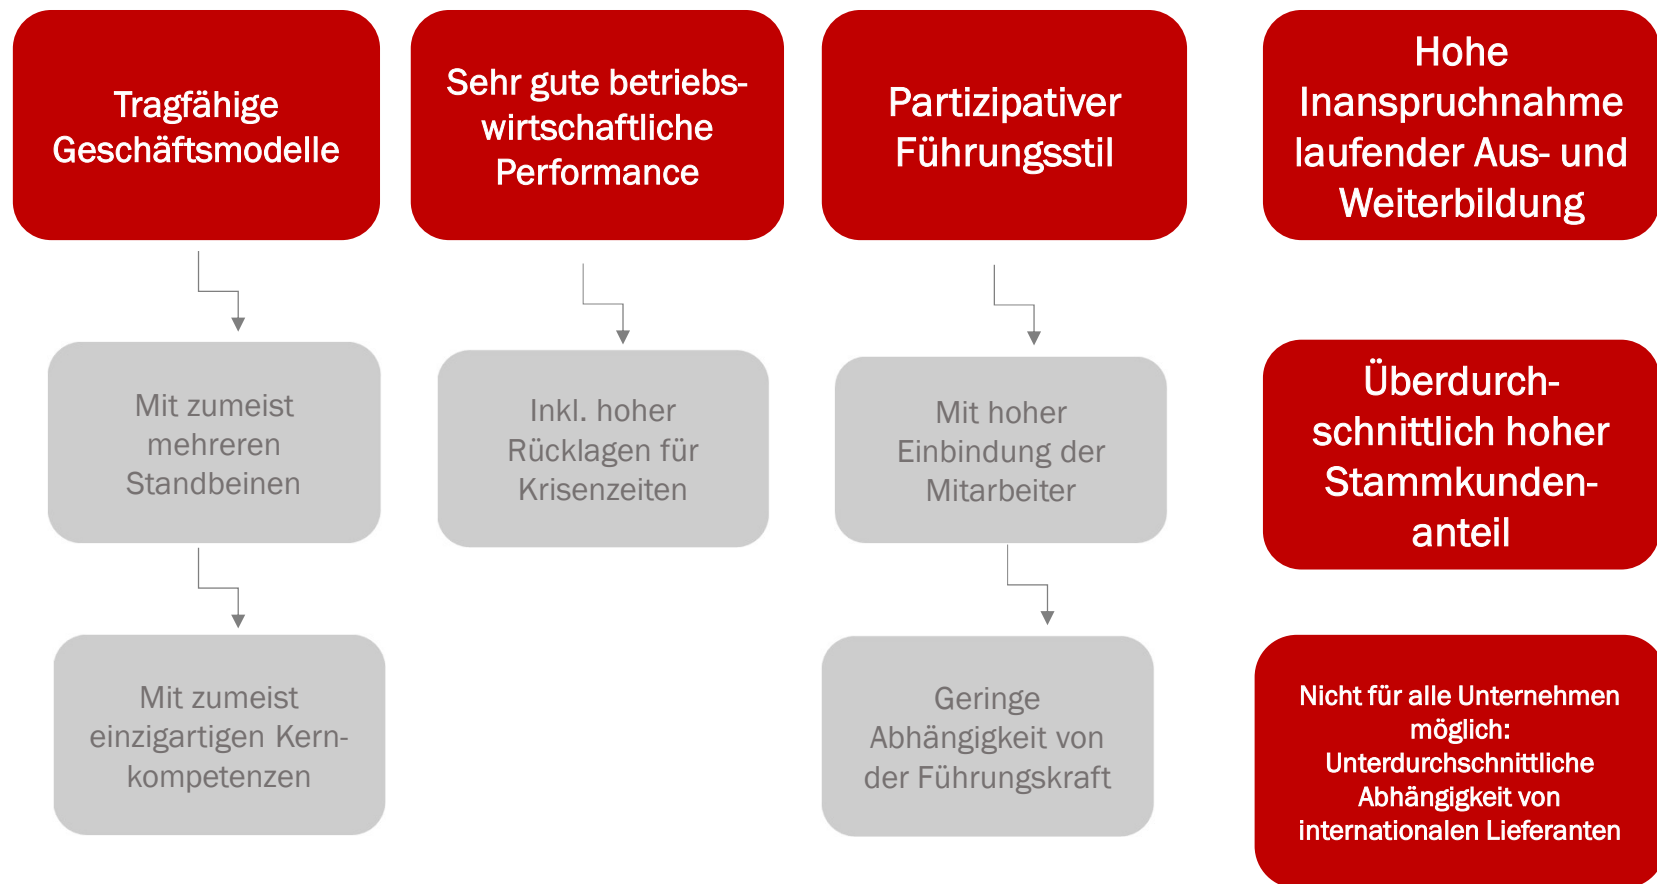 Tragfähige
Geschäftsmodelle
Sehr gute betriebs-
wirtschaftliche
Performance
Partizipativer
Führungsstil
Hohe
Inanspruchnahme
laufender Aus- und
Weiterbildung
Mit zumeist
mehreren
Standbeinen
Inkl. hoher
Rücklagen für
Krisenzeiten
Mit hoher
Einbindung der
Mitarbeiter
Überdurch-
schnittlich hoher
Stammkunden-
anteil
Mit zumeist
einzigartigen Kern-
kompetenzen
Geringe
Abhängigkeit von
der Führungskraft
Nicht für alle Unternehmen
möglich:
Unterdurchschnittliche
Abhängigkeit von
internationalen Lieferanten